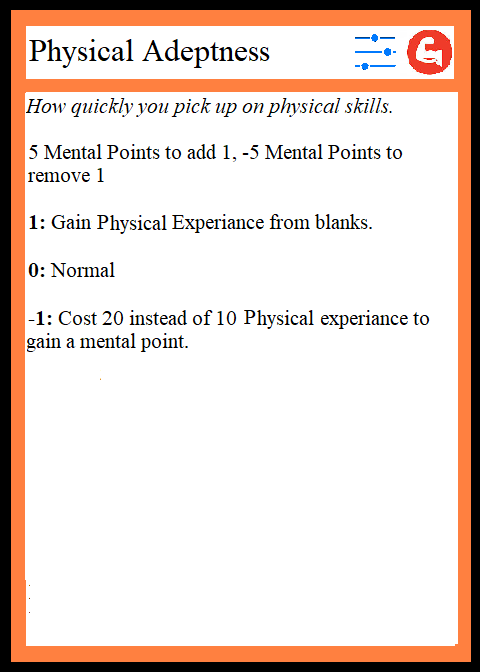 Physical Adeptness
How quickly you pick up on physical skills.
5 Mental Points to add 1, -5 Mental Points to
remove 1
1: Gain Physical Experiance from blanks.
0: Normal
-1: Cost 20 instead of 10 Physical experiance to
gain a mental point.